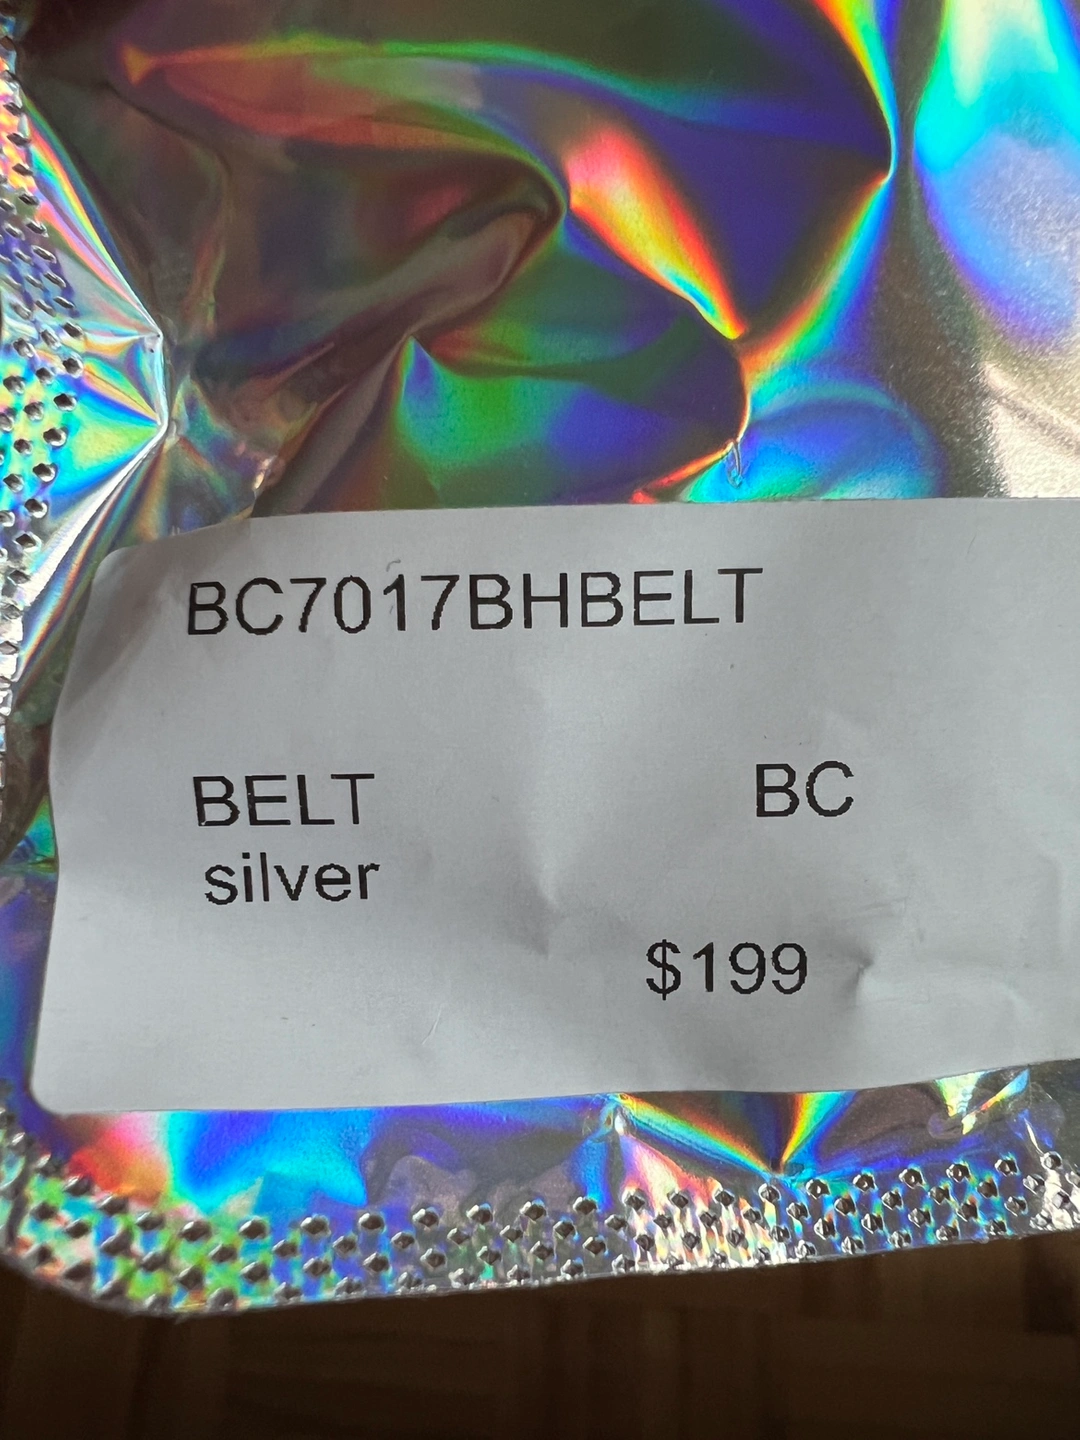 BC7017BHBELT
BELT BC
silver
$199